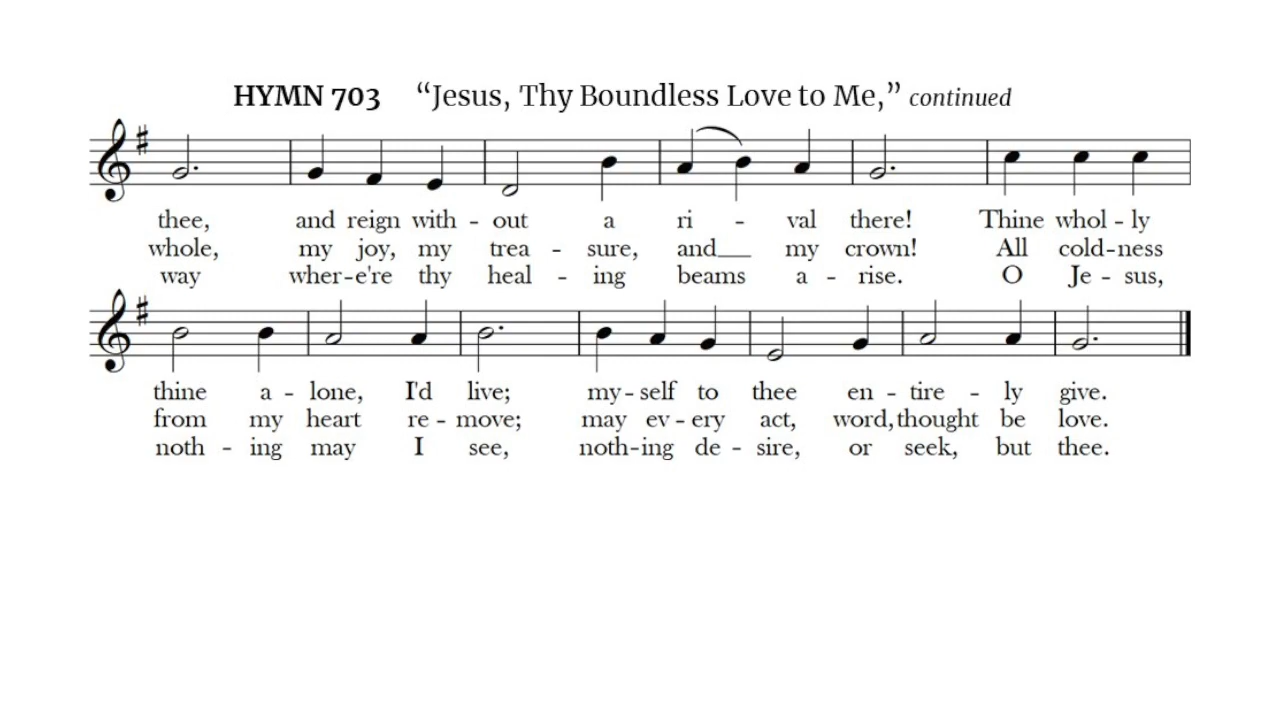 HYMN 703 “Jesus, Thy Boundless Love to Me,” continued
thee, and reign with - out a ri - val there! Thine whol - ly
whole, my joy, my trea - sure, and___ my crown! All cold-ness
way wher-e're thy heal - ing beams a - rise. O Je - sus,
thine a - lone, I'd live; my - self to thee en - tire - ly give.
from my heart re - move; may ev - ery act, word, thought be love.
noth - ing may I see, noth-ing de - sire, or seek, but thee.